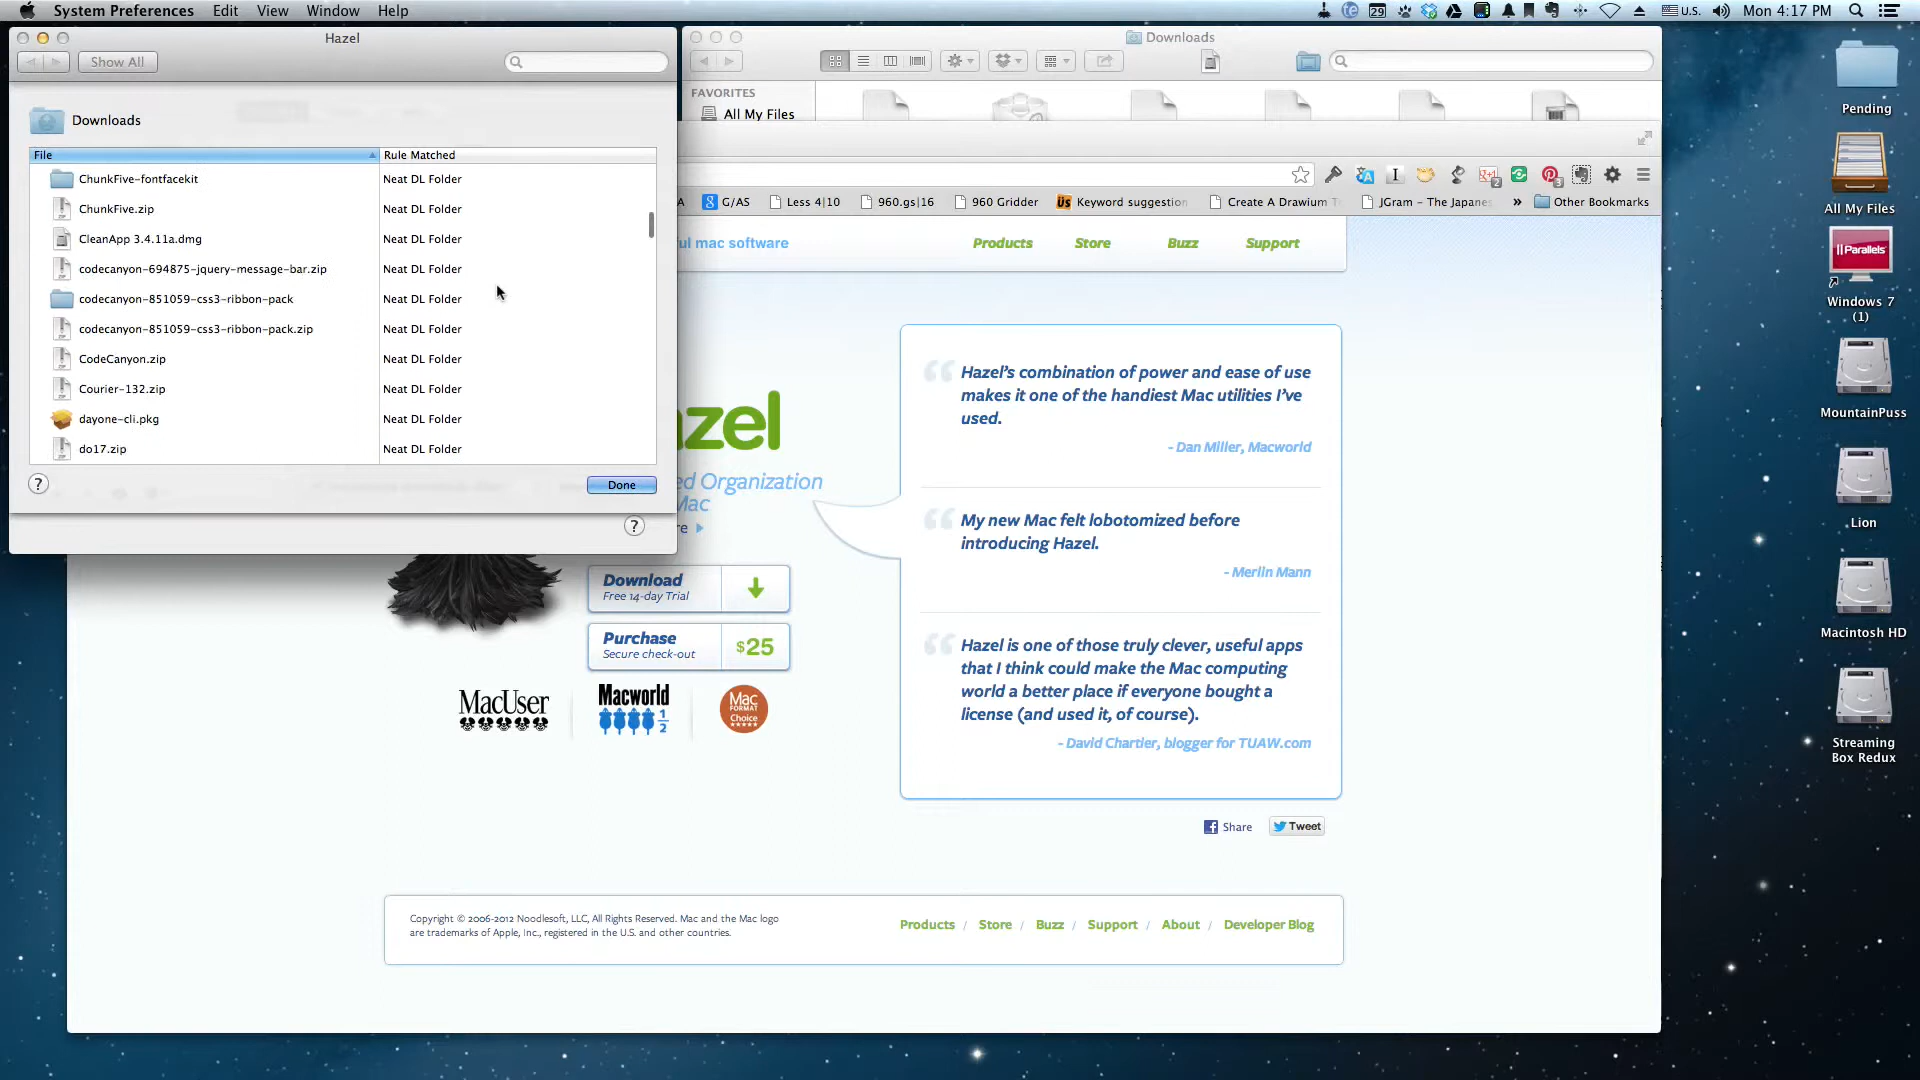 System Preferences Edit View Window Help
29
U.S. Mon 4:17 PM
Hazel
Show All
Downloads
File Rule Matched
ChunkFive-fontfacekit Neat DL Folder
ChunkFive.zip Neat DL Folder
CleanApp 3.4.11a.dmg Neat DL Folder
codecanyon-694875-jquery-message-bar.zip Neat DL Folder
codecanyon-851059-css3-ribbon-pack Neat DL Folder
codecanyon-851059-css3-ribbon-pack.zip Neat DL Folder
CodeCanyon.zip Neat DL Folder
Courier-132.zip Neat DL Folder
dayone-cli.pkg Neat DL Folder
do17.zip Neat DL Folder
? Done
?
Downloads
FAVORITES
All My Files
A G/AS Less 4|10 960.gs|16 960 Gridder Keyword suggestion Create A Drawium JGram - The Japanes » Other Bookmarks
ul mac software
Products Store Buzz Support
azel
ed Organization
Mac
re
Download
Free 14-day Trial
Purchase
Secure check-out
$25
MacUser
Macworld
Mac
FORMAT
Choice
Hazel's combination of power and ease of use
makes it one of the handiest Mac utilities I've
used.
- Dan Miller, Macworld
My new Mac felt lobotomized before
introducing Hazel.
- Merlin Mann
Hazel is one of those truly clever, useful apps
that I think could make the Mac computing
world a better place if everyone bought a
license (and used it, of course).
- David Chartier, blogger for TUAW.com
Share Tweet
Copyright © 2006-2012 Noodlesoft, LLC, All Rights Reserved. Mac and the Mac logo
are trademarks of Apple, Inc., registered in the U.S. and other countries.
Products / Store / Buzz / Support / About / Developer Blog
Pending
All My Files
Parallels
Windows 7
(1)
MountainPuss
Lion
Macintosh HD
Streaming
Box Redux